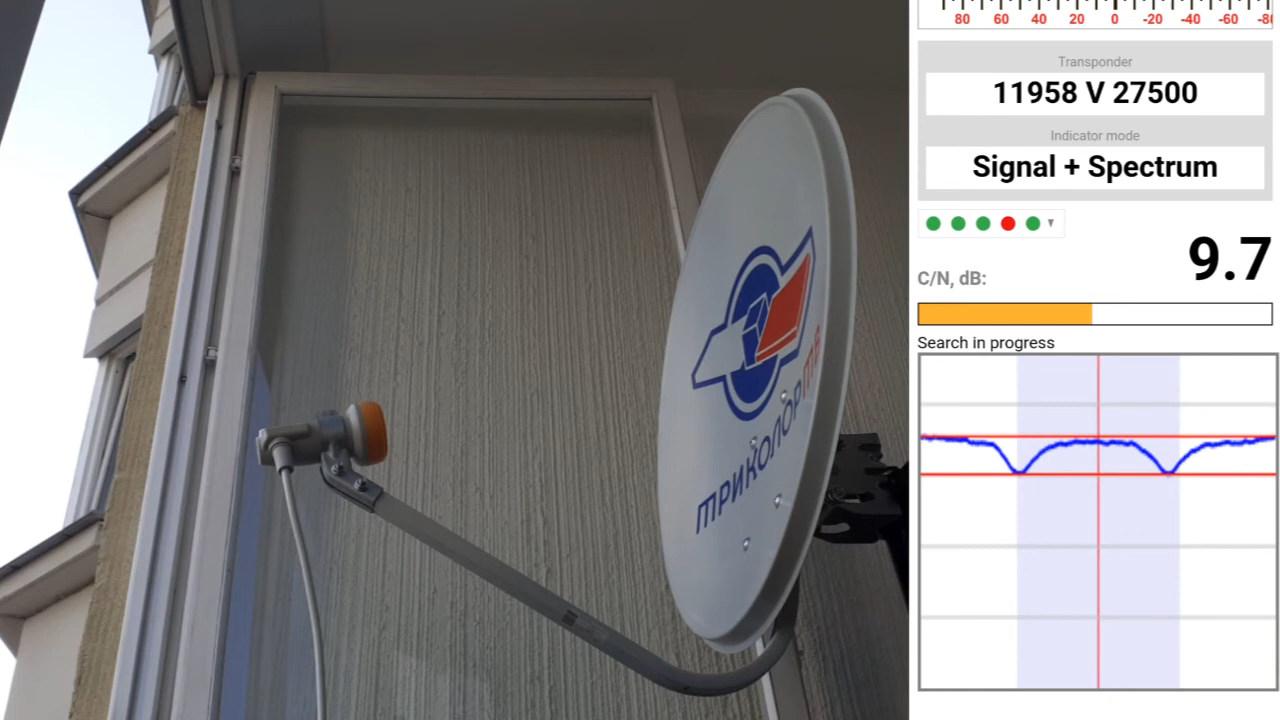 80 60 40 20 0 -20 -40 -60 -80
Transponder
11958 V 27500
Indicator mode
Signal + Spectrum
9.7
C/N, dB:
Search in progress
ТРИКОЛОР ТВ